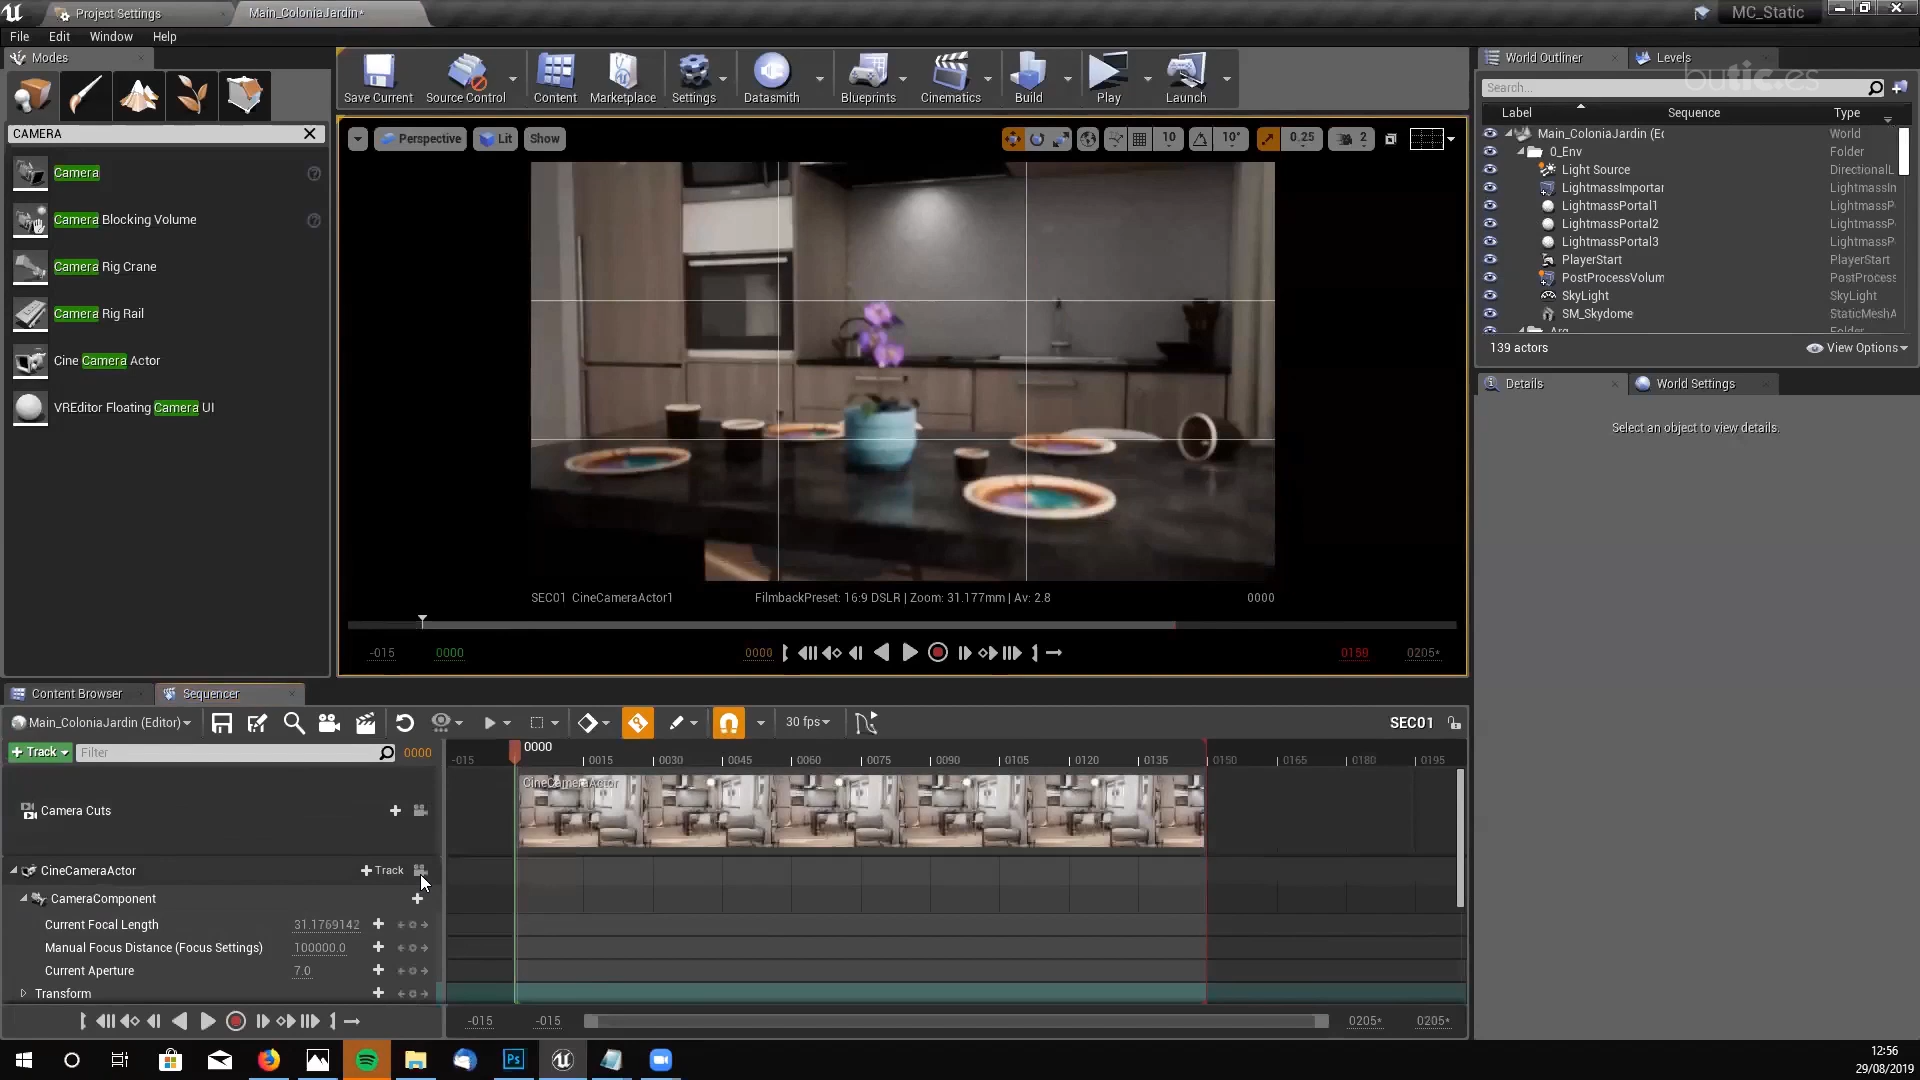 Project Settings
Main_ColoniaJardin*
MC_Static
File Edit Window Help
Modes
CAMERA
Camera
Camera Blocking Volume
Camera Rig Crane
Camera Rig Rail
Cine Camera Actor
VREditor Floating Camera UI
Save Current
Source Control
Content
Marketplace
Settings
Datasmith
Blueprints
Cinematics
Build
Play
Launch
Perspective
Lit
Show
10
10°
0.25
2
SEC01 CineCameraActor1
FilmbackPreset: 16:9 DSLR | Zoom: 31.177mm | Av: 2.8
0000
-015
0000
0000
0150
0205*
World Outliner
Levels
butic.es
Search...
Label Sequence Type
Main_ColoniaJardin (Ec World
0_Env Folder
Light Source DirectionalL
LightmassImportar LightmassIn
LightmassPortal1 LightmassP
LightmassPortal2 LightmassP
LightmassPortal3 LightmassP
PlayerStart PlayerStart
PostProcessVolum PostProcess
SkyLight SkyLight
SM_Skydome StaticMeshA
Arq Folder
139 actors
View Options
Details
World Settings
Select an object to view details.
Content Browser
Sequencer
Main_ColoniaJardin (Editor)
30 fps
SEC01
Track
Filter
0000
-015
0000
0015 0030 0045 0060 0075 0090 0105 0120 0135 0150 0165 0180 0195
CineCameraActor
Camera Cuts
CineCameraActor
Track
CameraComponent
Current Focal Length 31.1769142
Manual Focus Distance (Focus Settings) 100000.0
Current Aperture 7.0
Transform
-015 -015 0205* 0205*
Ps
12:56
29/08/2019